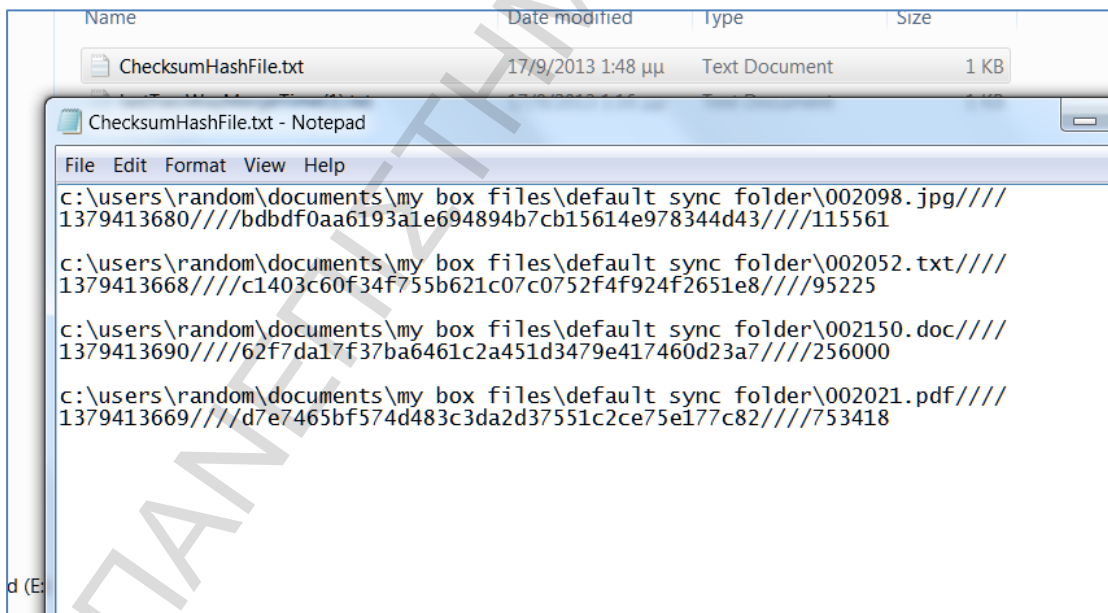 Name Date modified Type Size
ChecksumHashFile.txt 17/9/2013 1:48 μμ Text Document 1 KB
ChecksumHashFile.txt - Notepad
File Edit Format View Help
c:\users\random\documents\my box files\default sync folder\002098.jpg////
1379413680////bdbdf0aa6193a1e694894b7cb15614e978344d43////115561
c:\users\random\documents\my box files\default sync folder\002052.txt////
1379413668////c1403c60f34f755b621c07c0752f4f924f2651e8////95225
c:\users\random\documents\my box files\default sync folder\002150.doc////
1379413690////62f7da17f37ba6461c2a451d3479e417460d23a7////256000
c:\users\random\documents\my box files\default sync folder\002021.pdf////
1379413669////d7e7465bf574d483c3da2d37551c2ce75e177c82////753418
d (E:
ΠΑΝΕΠΙΣΤΗΜ